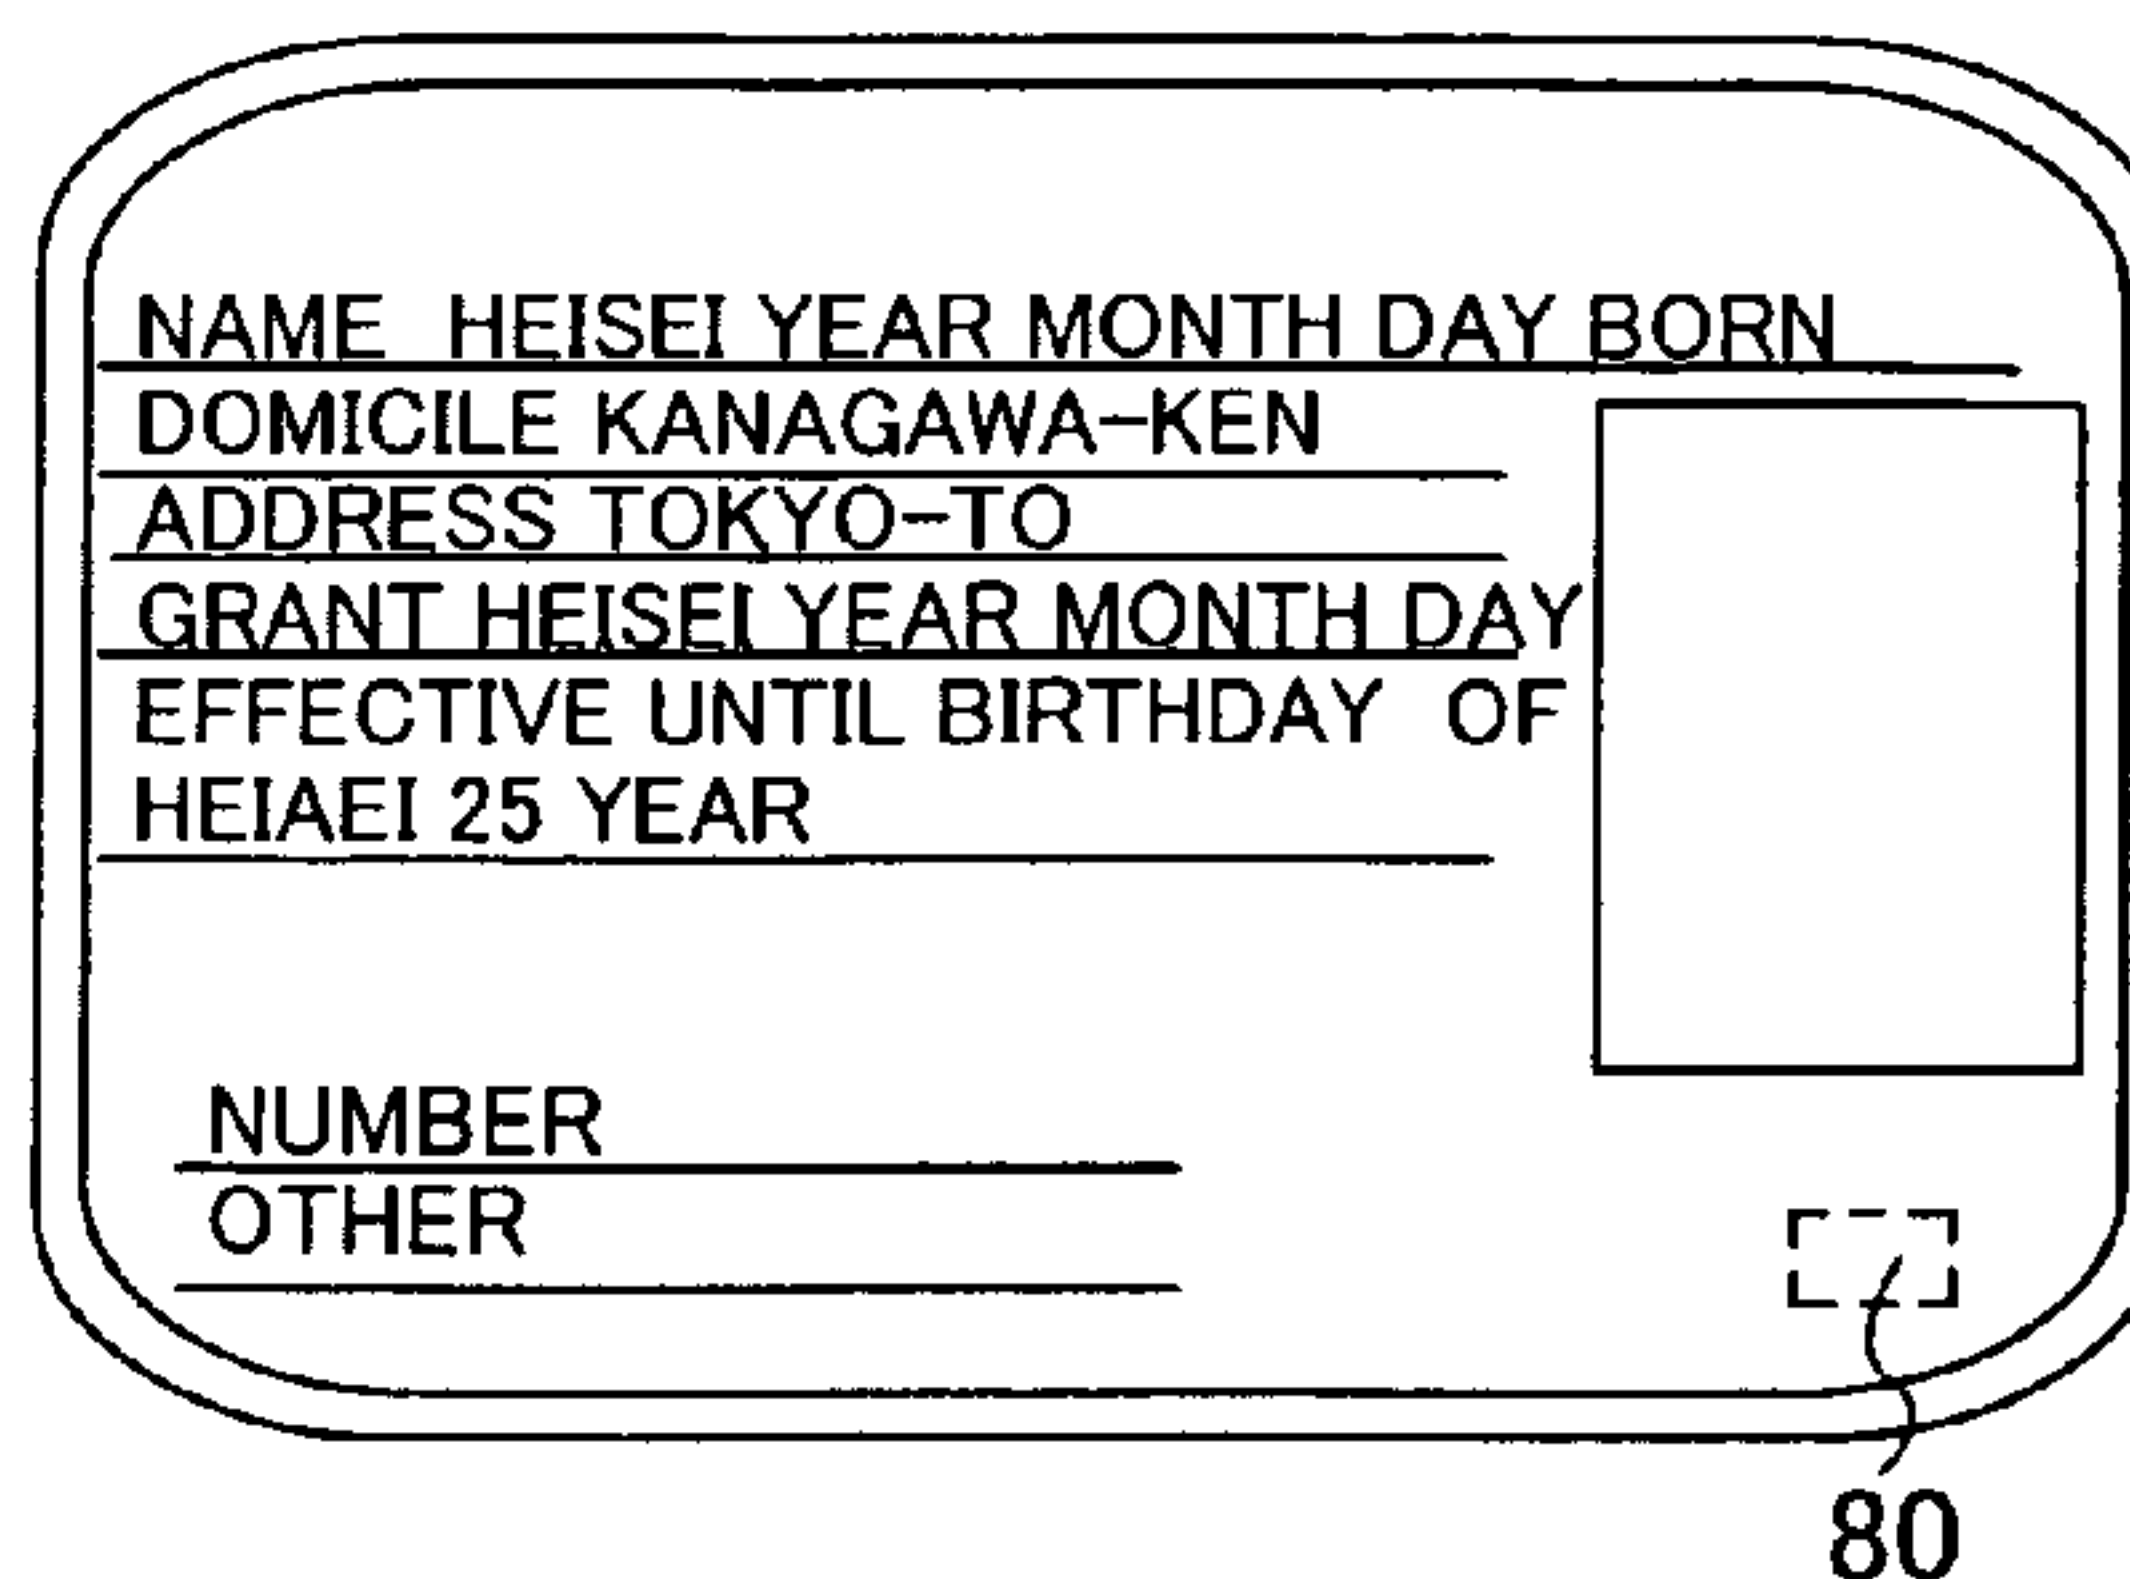 NAME HEISEI YEAR MONTH DAY BORN
DOMICILE KANAGAWA-KEN
ADDRESS TOKYO-TO
GRANT HEISEI YEAR MONTH DAY
EFFECTIVE UNTIL BIRTHDAY OF
HEIAEI 25 YEAR
NUMBER
OTHER
80